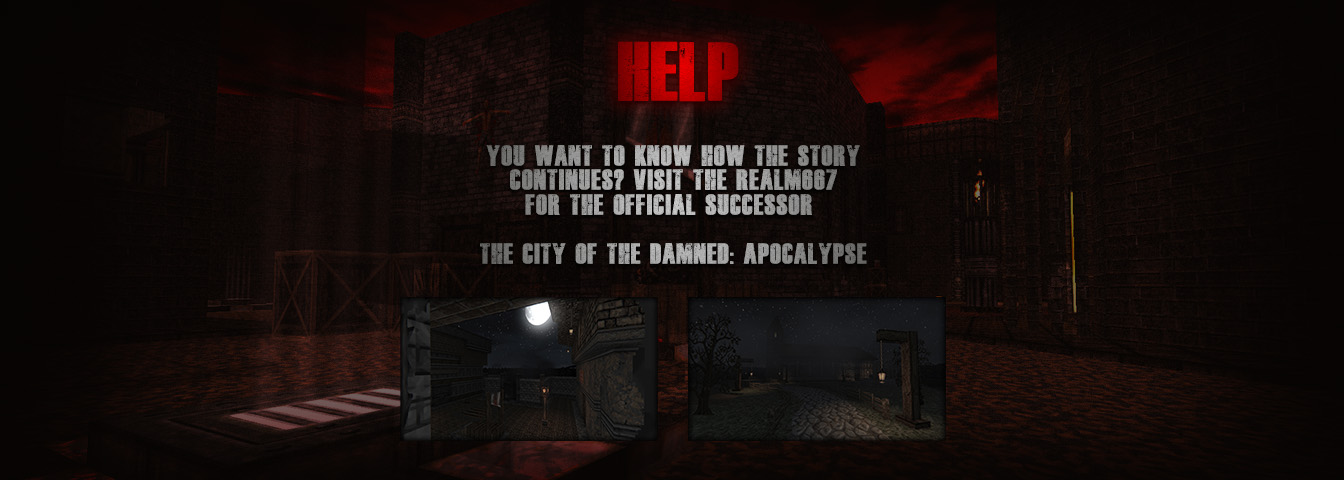 HELP
YOU WANT TO KNOW HOW THE STORY
CONTINUES? VISIT THE REALM667
FOR THE OFFICIAL SUCCESSOR
THE CITY OF THE DAMNED: APOCALYPSE